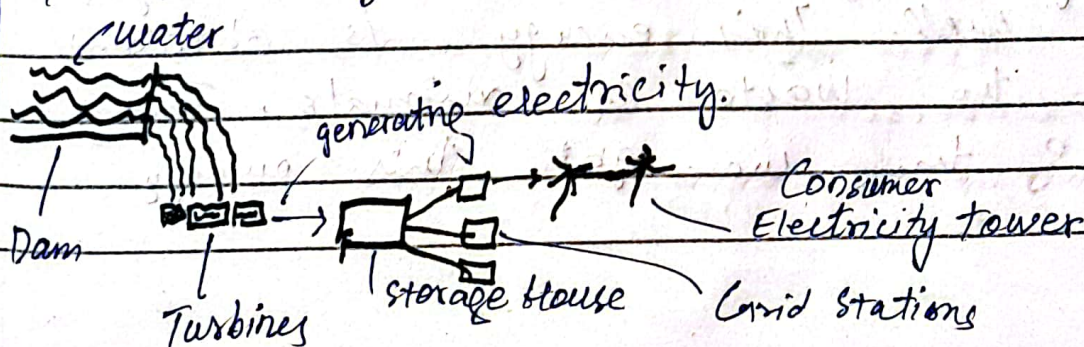 water
generating electricity.
Consumer
Electricity tower
Dam
Storage House
Grid Stations
Turbines